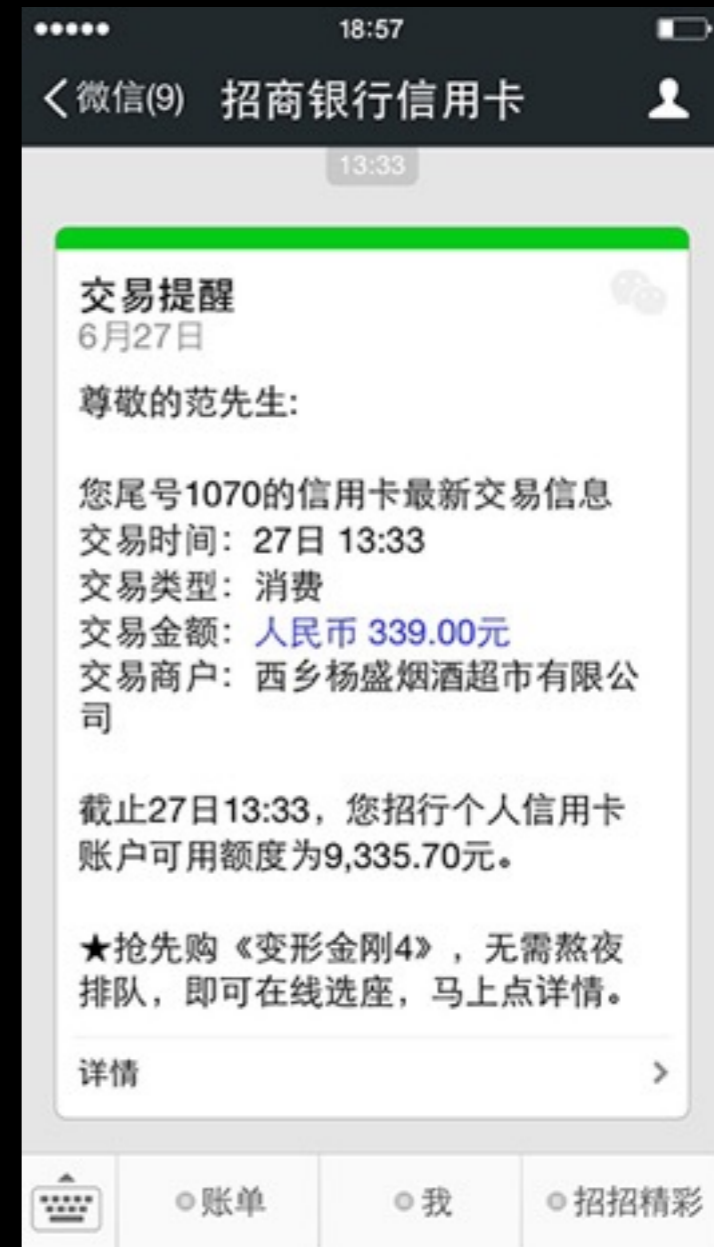 18:57
微信(9) 招商银行信用卡
13:33
交易提醒
6月27日
尊敬的范先生:
您尾号1070的信用卡最新交易信息
交易时间：27日 13:33
交易类型：消费
交易金额：人民币 339.00元
交易商户：西乡杨盛烟酒超市有限公
司
截止27日13:33，您招行个人信用卡
账户可用额度为9,335.70元。
★抢先购《变形金刚4》，无需熬夜
排队，即可在线选座，马上点详情。
详情
账单 我 招招精彩